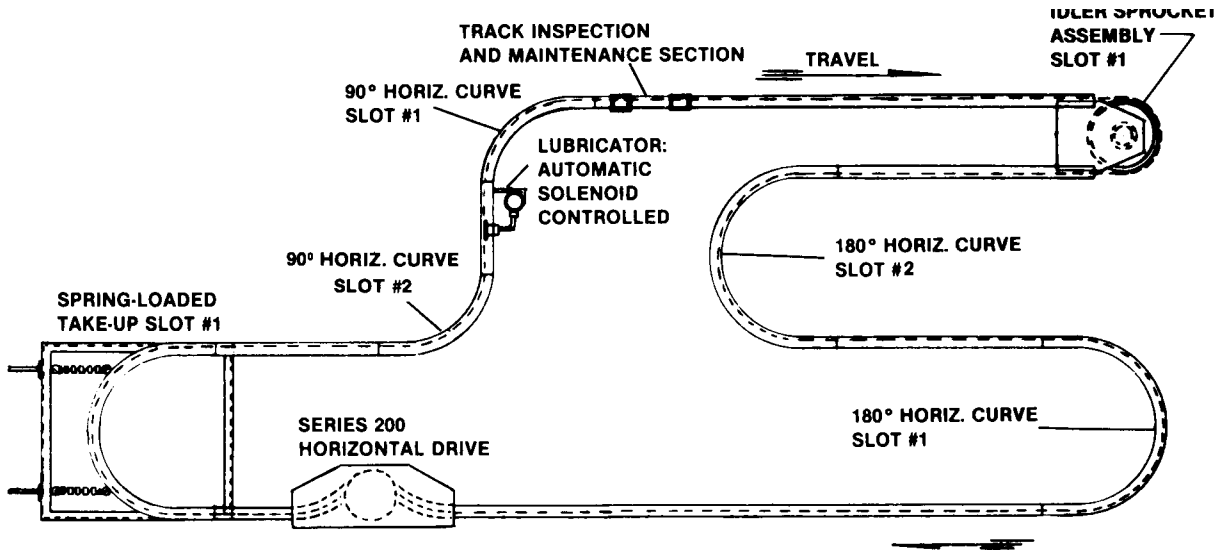 TRACK INSPECTION
AND MAINTENANCE SECTION
TRAVEL
IDLER SPROCKET
ASSEMBLY
SLOT #1
90° HORIZ. CURVE
SLOT #1
LUBRICATOR:
AUTOMATIC
SOLENOID
CONTROLLED
90° HORIZ. CURVE
SLOT #2
180° HORIZ. CURVE
SLOT #2
SPRING-LOADED
TAKE-UP SLOT #1
SERIES 200
HORIZONTAL DRIVE
180° HORIZ. CURVE
SLOT #1